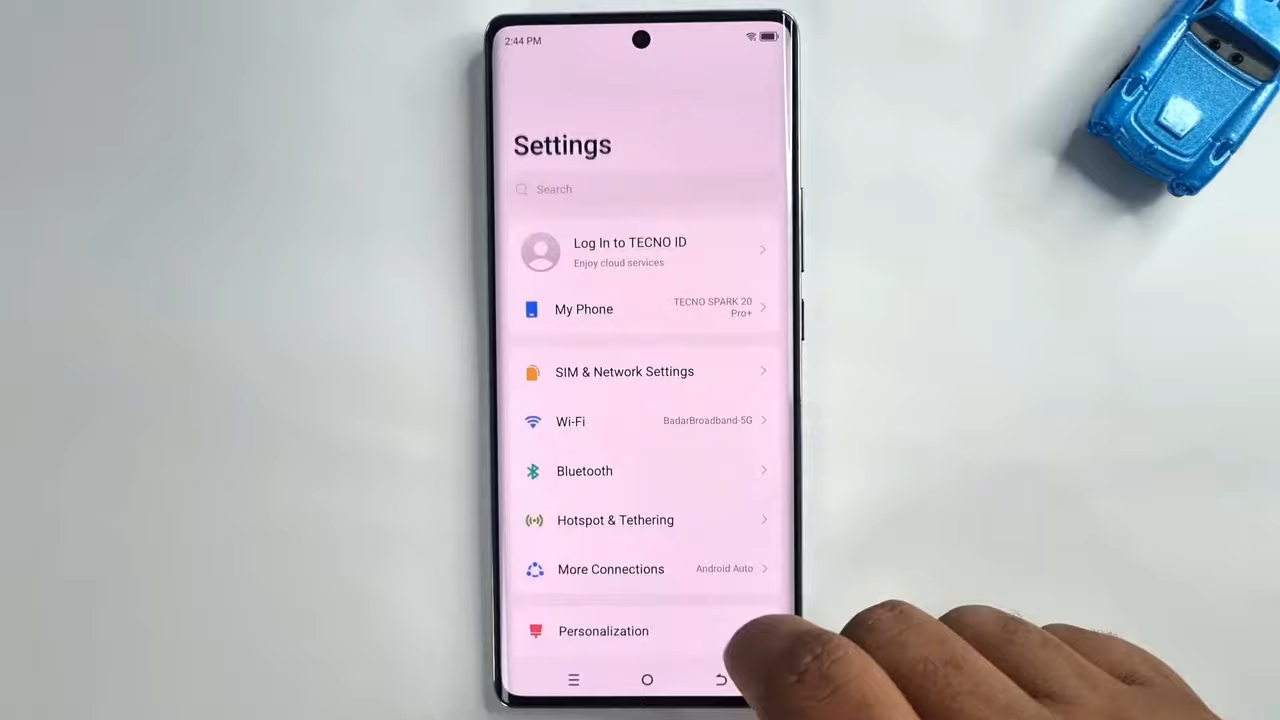 2:44 PM
Settings
Search
Log In to TECNO ID
Enjoy cloud services
My Phone
TECNO SPARK 20
Pro+
SIM & Network Settings
Wi-Fi
BadarBroadband-5G
Bluetooth
Hotspot & Tethering
More Connections
Android Auto
Personalization